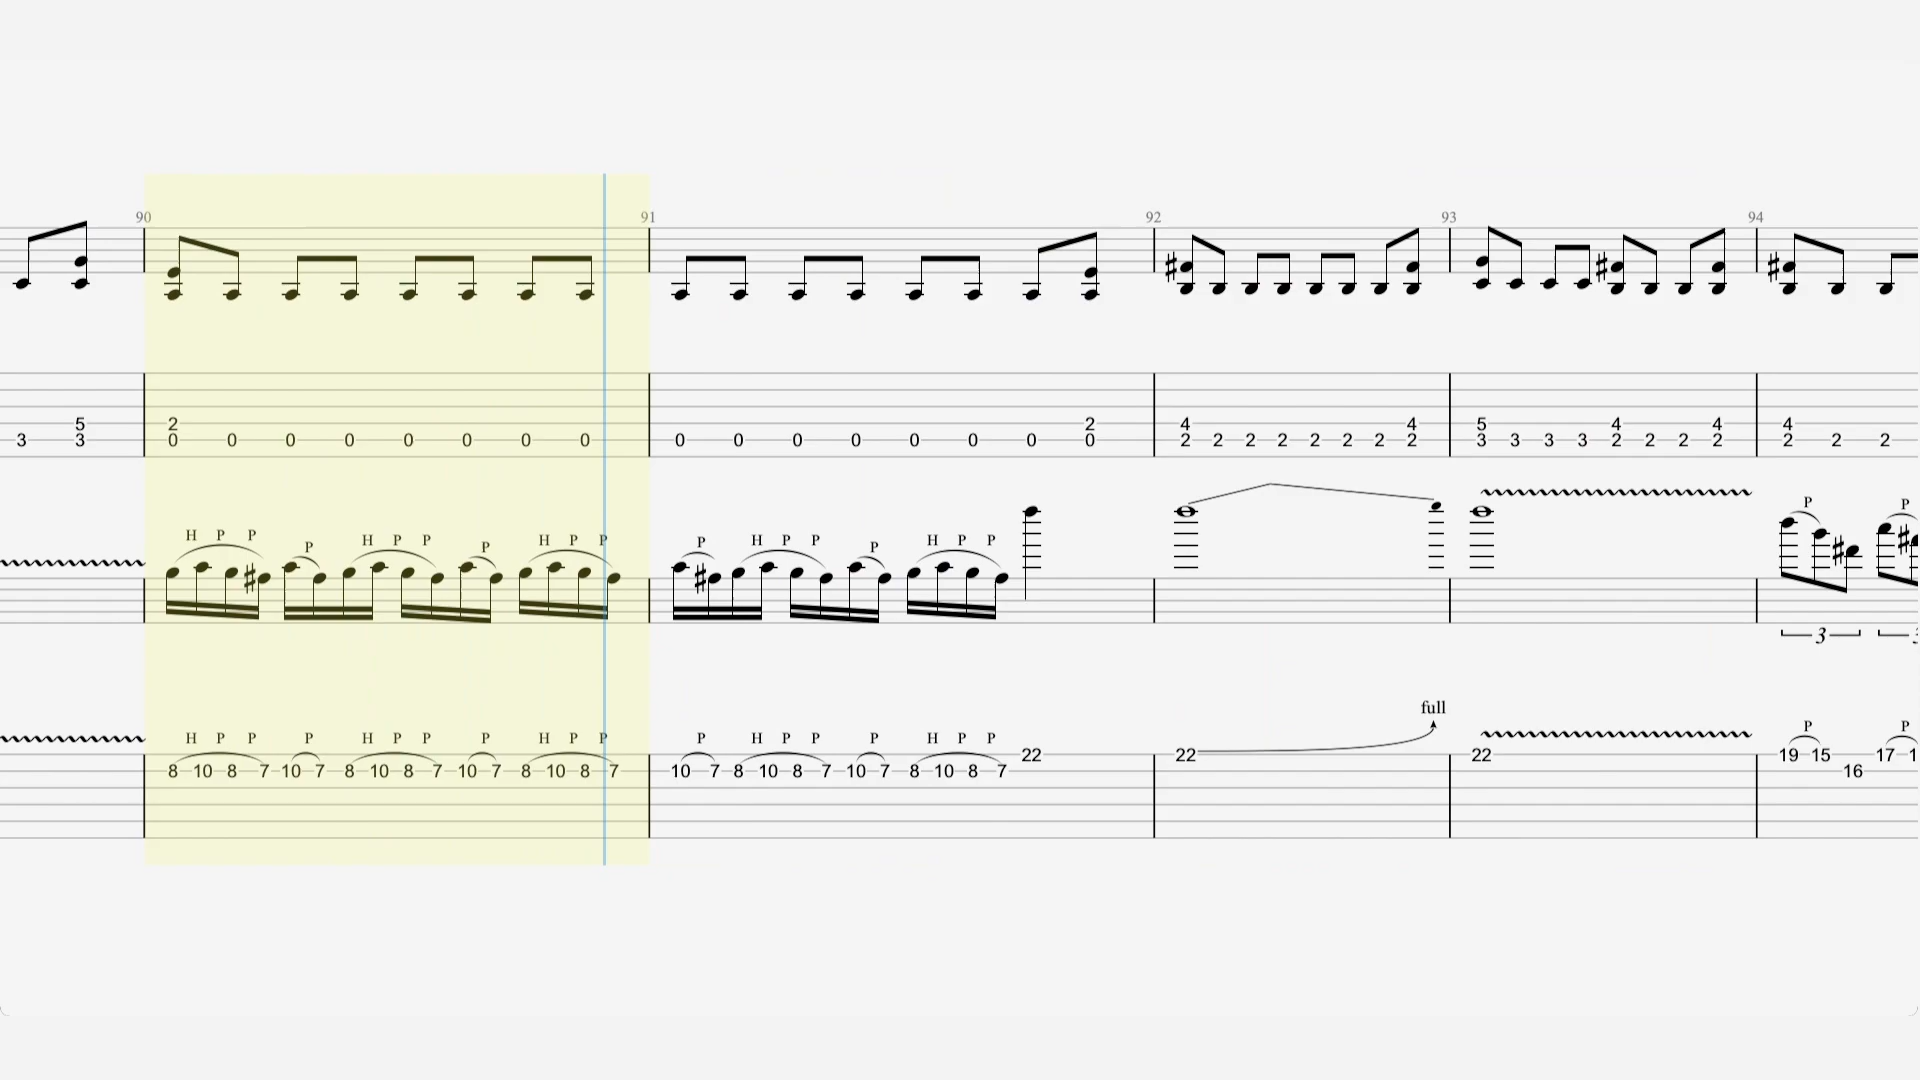 90 91 92 93 94
5 2 2 4 4 5 4 4 4
3 3 0 0 0 0 0 0 0 0 0 0 0 0 0 0 0 0 2 2 2 2 2 2 2 2 3 3 3 3 2 2 2 2 2 2 2
P P
H P P P H P P P H P P P H P P P H P P
3
full
H P P P H P P P H P P P H P P P H P P P P
22 22 22 19 15 17 1
8 10 8 7 10 7 8 10 8 7 10 7 8 10 8 7 10 7 8 10 8 7 10 7 8 10 8 7 16